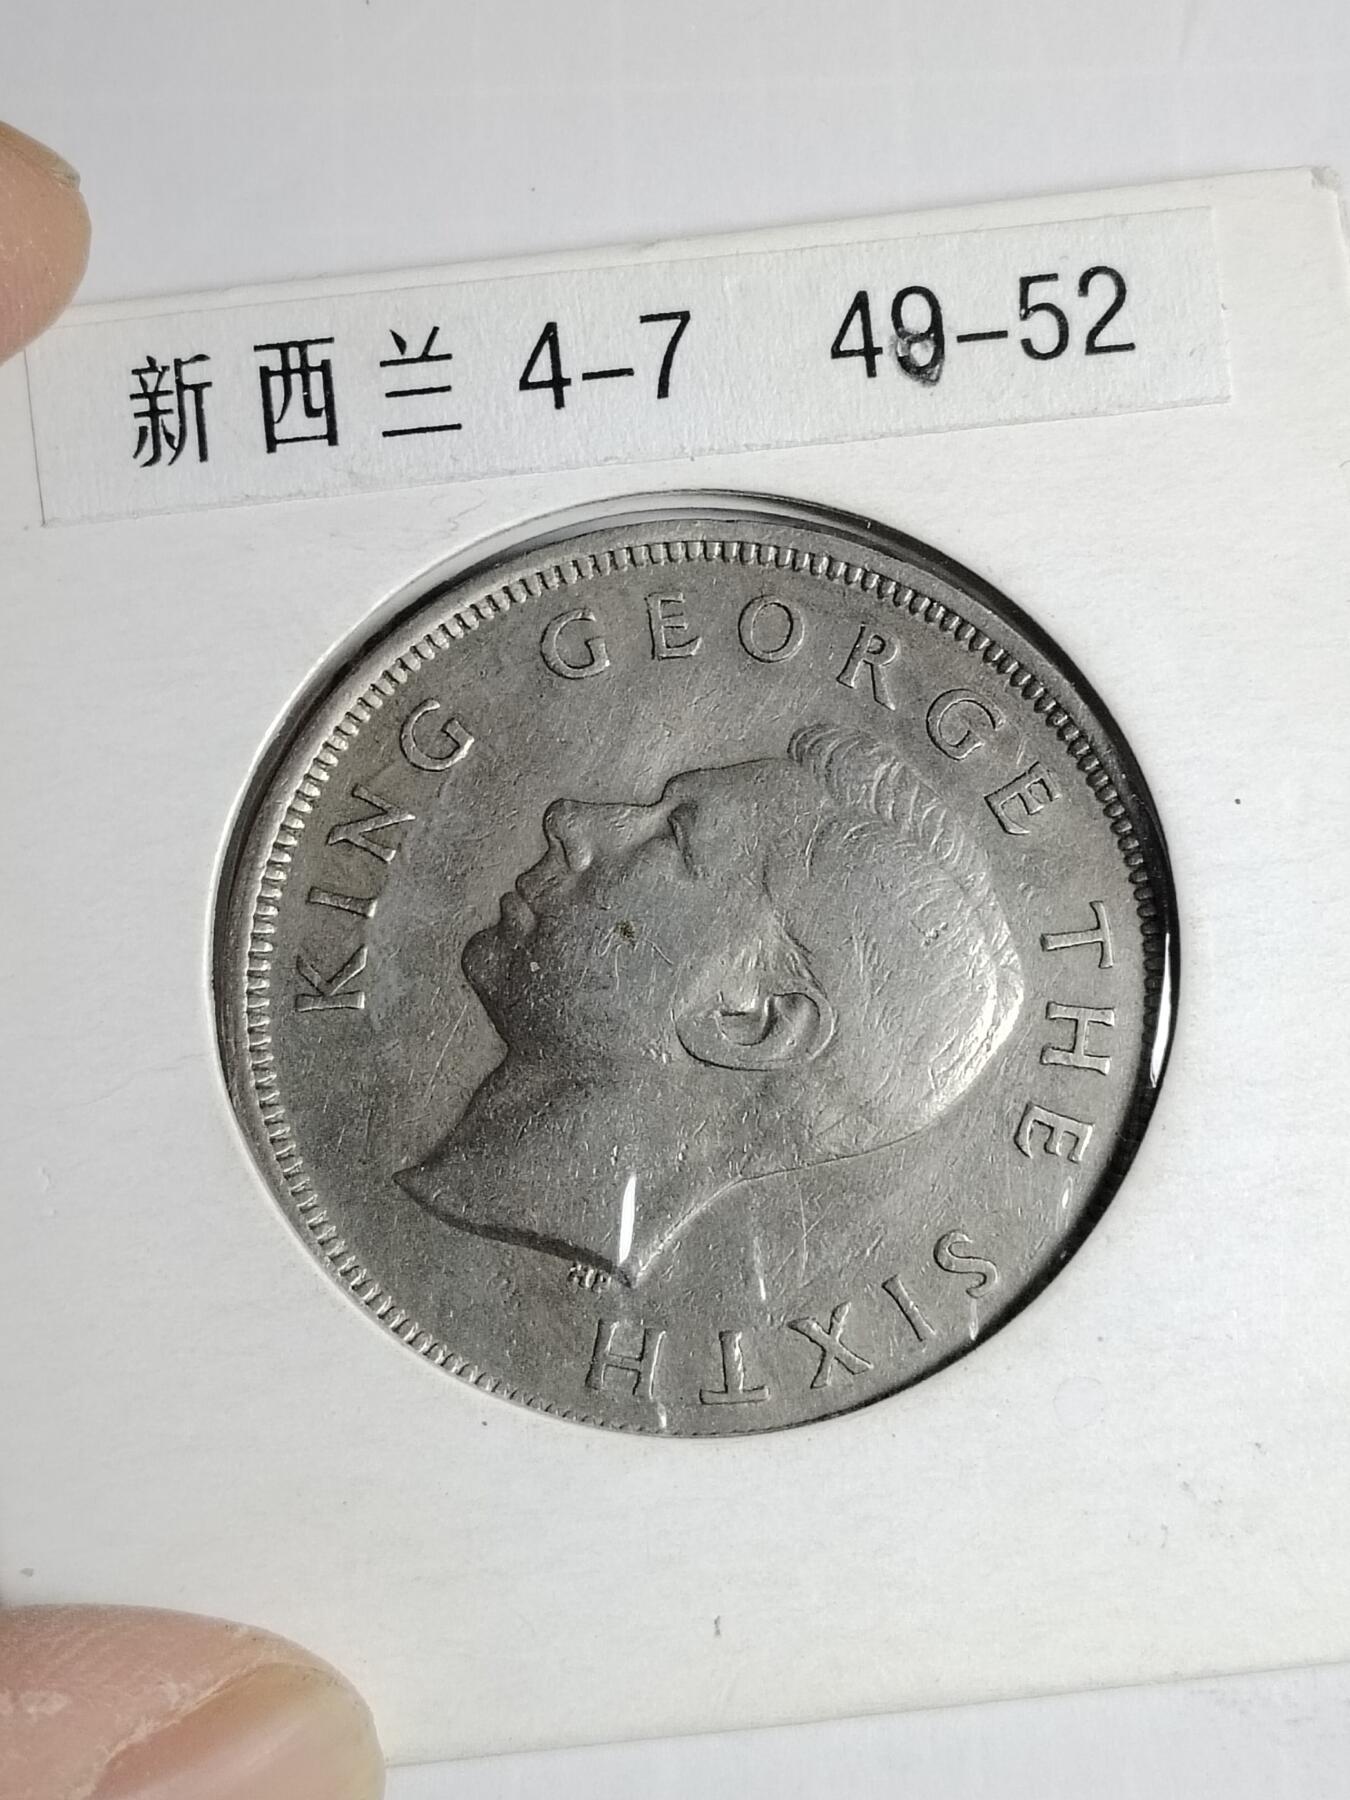 新西兰 4-7 49-52
KING GEORGE THE SIXTH
HP